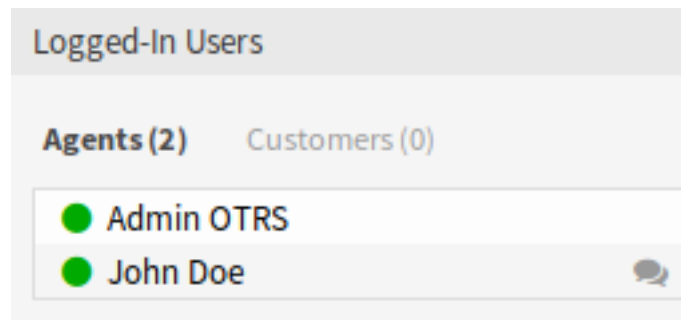 Logged-In Users
Agents (2) Customers (0)
Admin OTRS
John Doe